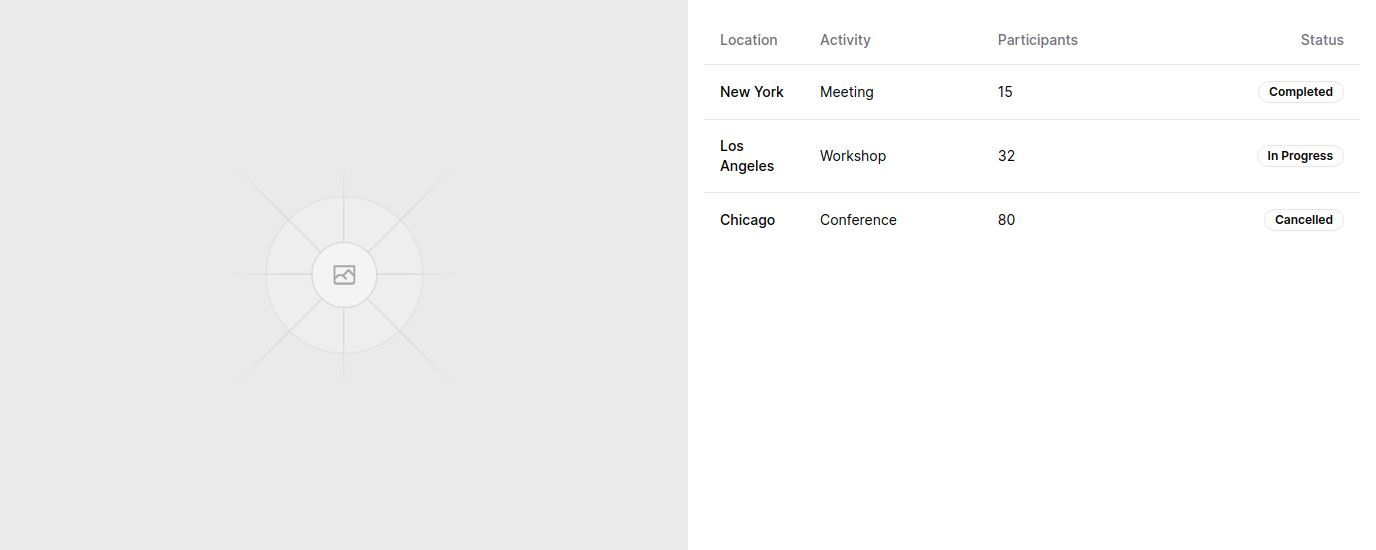 Location Activity Participants Status
New York Meeting 15 Completed
Los
Angeles Workshop 32 In Progress
Chicago Conference 80 Cancelled